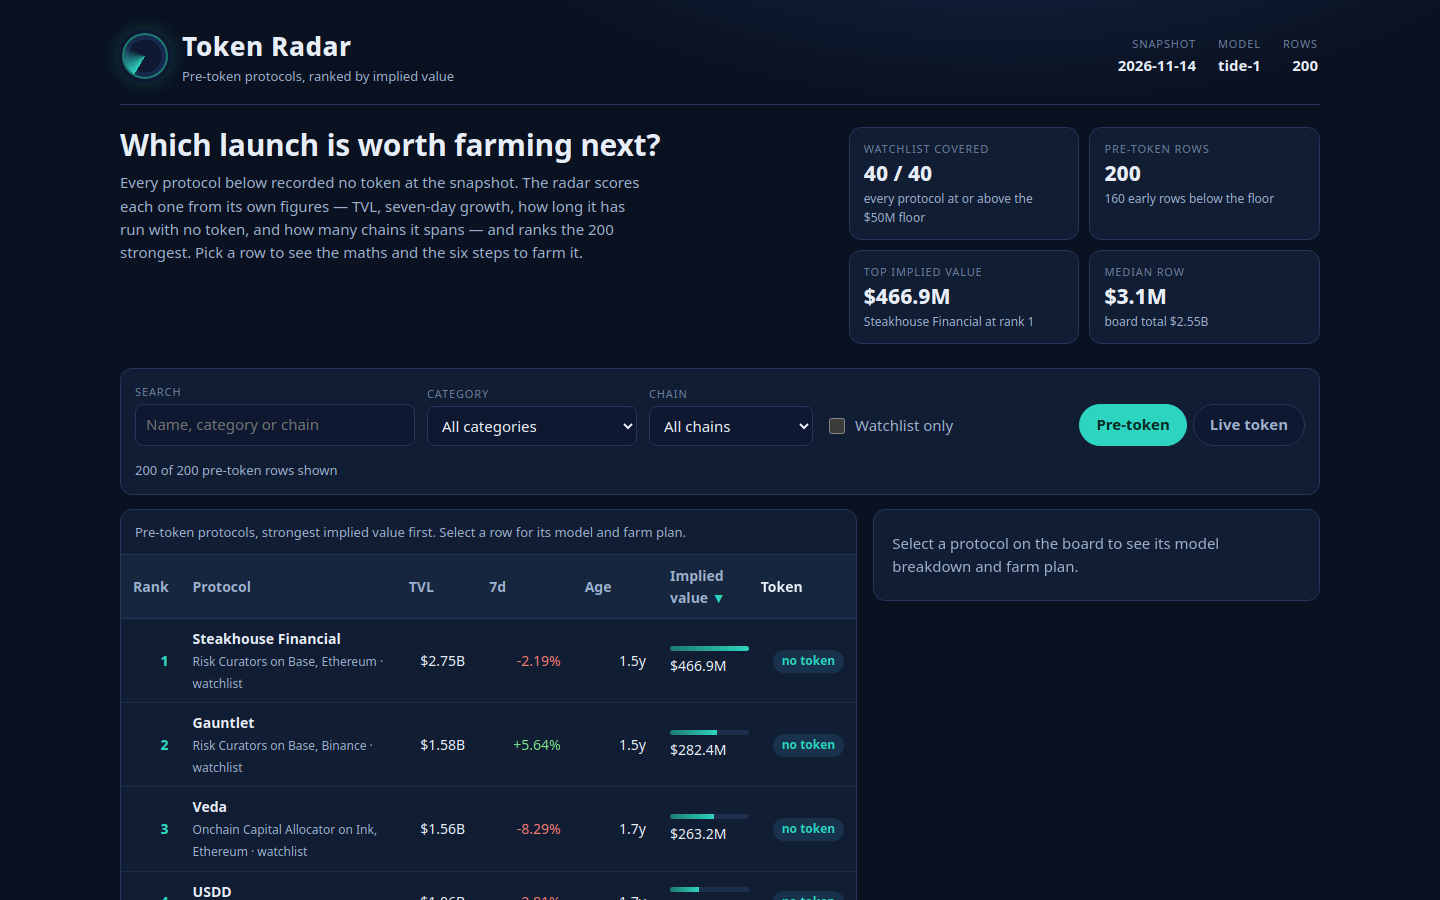 Token Radar
Pre-token protocols, ranked by implied value
SNAPSHOT MODEL ROWS
2026-11-14 tide-1 200
Which launch is worth farming next?
Every protocol below recorded no token at the snapshot. The radar scores
each one from its own figures — TVL, seven-day growth, how long it has
run with no token, and how many chains it spans — and ranks the 200
strongest. Pick a row to see the maths and the six steps to farm it.
WATCHLIST COVERED
40 / 40
every protocol at or above the
$50M floor
PRE-TOKEN ROWS
200
160 early rows below the floor
TOP IMPLIED VALUE
$466.9M
Steakhouse Financial at rank 1
MEDIAN ROW
$3.1M
board total $2.55B
SEARCH
Name, category or chain
CATEGORY
All categories
CHAIN
All chains
Watchlist only
Pre-token
Live token
200 of 200 pre-token rows shown
Pre-token protocols, strongest implied value first. Select a row for its model and farm plan.
Rank Protocol TVL 7d Age Implied value ▼ Token
Steakhouse Financial
1 Risk Curators on Base, Ethereum · $2.75B -2.19% 1.5y $466.9M no token
watchlist
Gauntlet
2 Risk Curators on Base, Binance · $1.58B +5.64% 1.5y $282.4M no token
watchlist
Veda
3 Onchain Capital Allocator on Ink, $1.56B -8.29% 1.7y $263.2M no token
Ethereum · watchlist
USDD
Select a protocol on the board to see its model
breakdown and farm plan.